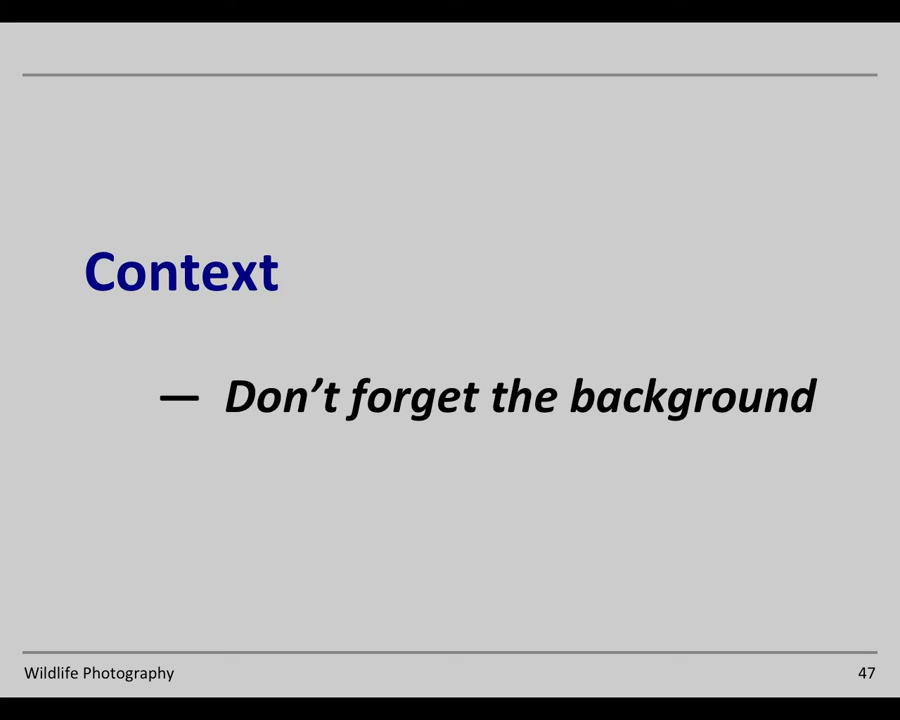 Context
— Don’t forget the background
Wildlife Photography
47